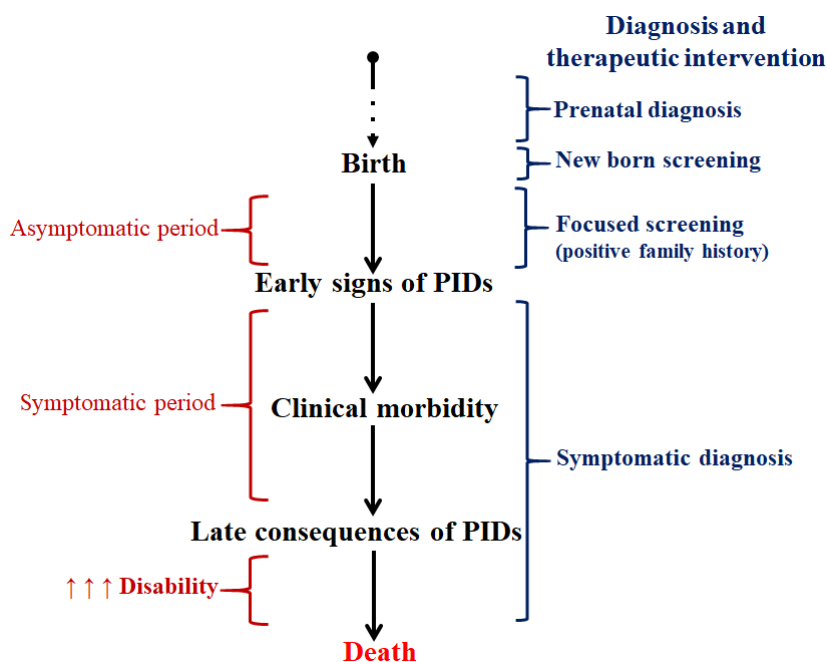 Diagnosis and
therapeutic intervention
Prenatal diagnosis
Birth
New born screening
Asymptomatic period
Focused screening
(positive family history)
Early signs of PIDs
Symptomatic period
Clinical morbidity
Symptomatic diagnosis
Late consequences of PIDs
↑ ↑ ↑ Disability
Death